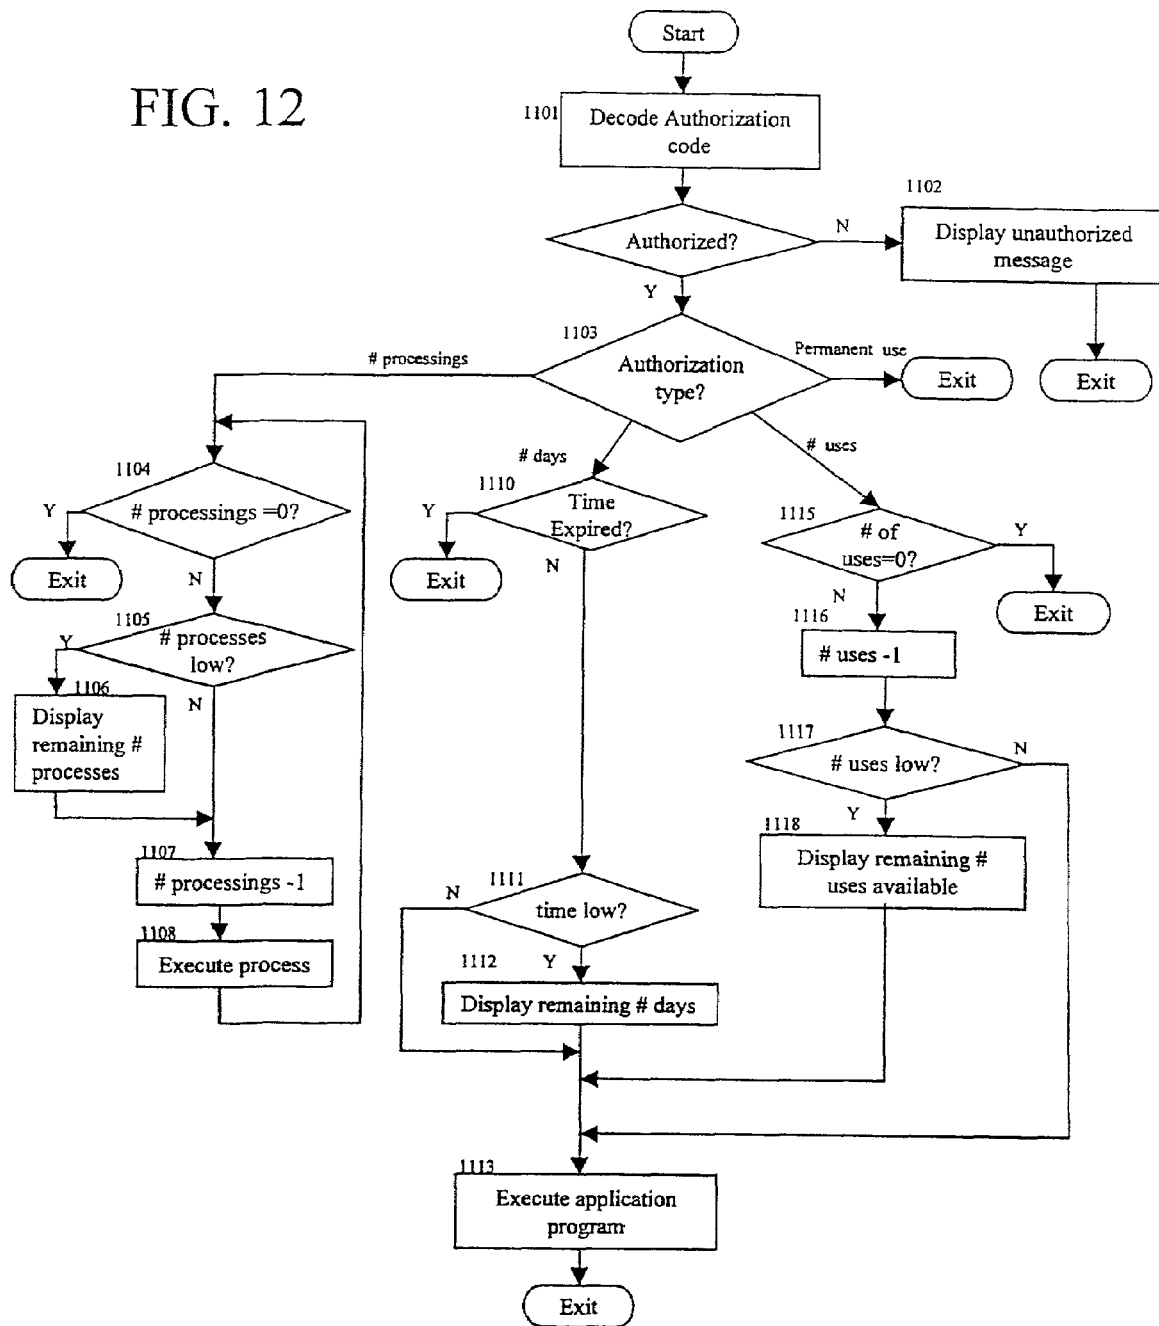 FIG. 12
Start
1101
Decode Authorization
code
1102
Authorized?
N
Display unauthorized
message
Y
1103
# processings
Authorization
type?
Permanent use
Exit
Exit
# days
# uses
1104
Y
# processings =0?
Exit
N
1110
Y
Time
Expired?
Exit
N
1115
# of
uses=0?
Y
Exit
N
1105
Y
# processes
low?
N
1106
Display
remaining #
processes
1116
# uses -1
1117
# uses low?
N
Y
1118
Display remaining #
uses available
1107
# processings -1
1108
Execute process
1111
N
time low?
Y
1112
Display remaining # days
1113
Execute application
program
Exit